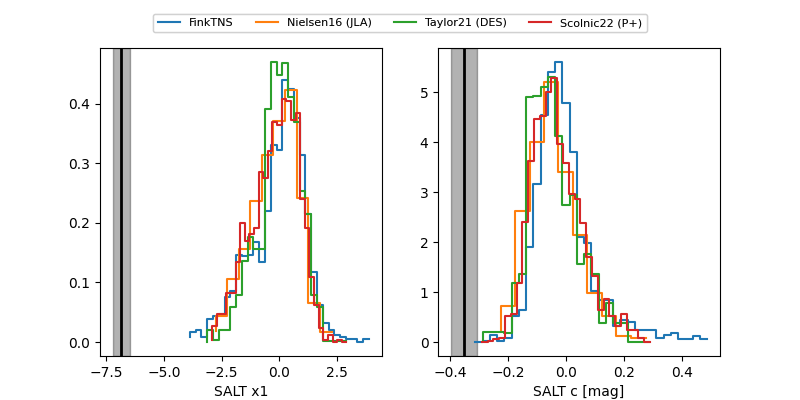 FinkTNS Nielsen16 (JLA) Taylor21 (DES) Scolnic22 (P+)
0.4
0.3
0.2
0.1
0.0
−7.5 −5.0 −2.5 0.0 2.5
SALT x1
5
4
3
2
1
0
−0.4 −0.2 0.0 0.2 0.4
SALT c [mag]